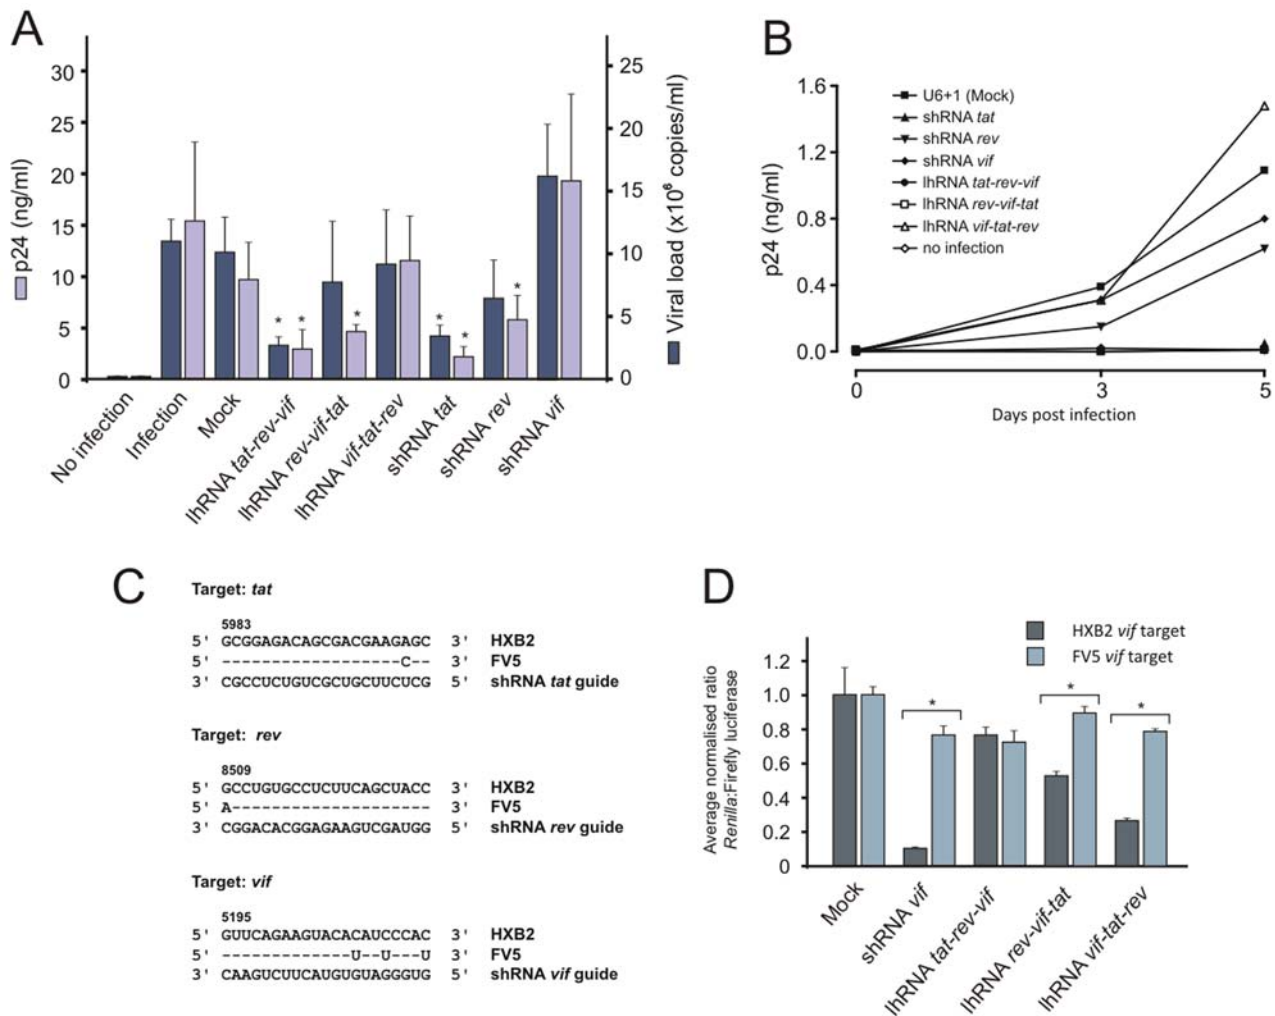 A
p24 (ng/ml)
30
25
20
15
10
5
0
25
20
15
10
5
0
Viral load (x10⁶ copies/ml)
* * * * * *
No infection
Infection
Mock
lhRNA tat-rev-vif
lhRNA rev-vif-tat
lhRNA vif-tat-rev
shRNA tat
shRNA rev
shRNA vif
B
p24 (ng/ml)
1.6
1.2
0.8
0.4
0.0
U6+1 (Mock)
shRNA tat
shRNA rev
shRNA vif
lhRNA tat-rev-vif
lhRNA rev-vif-tat
lhRNA vif-tat-rev
no infection
0 3 5
Days post infection
C
Target: tat
5983
5' GCGGAGACAGCGACGAAGAGC 3' HXB2
5' ------------------C-- 3' FV5
3' CGCCUCUGUCGCUGCUUCUCG 5' shRNA tat guide
Target: rev
8509
5' GCCUGUGCCUCUUCAGCUACC 3' HXB2
5' A-------------------- 3' FV5
3' CGGACACGGAGAAGUCGAUGG 5' shRNA rev guide
Target: vif
5195
5' GUUCAGAAGUACACAUCCCAC 3' HXB2
5' -------------U--U---U 3' FV5
3' CAAGUCUUCAUGUGUAGGGUG 5' shRNA vif guide
D
HXB2 vif target
FV5 vif target
Average normalised ratio
Renilla:Firefly luciferase
1.2
1.0
0.8
0.6
0.4
0.2
0
* * *
Mock
shRNA vif
lhRNA tat-rev-vif
lhRNA rev-vif-tat
lhRNA vif-tat-rev